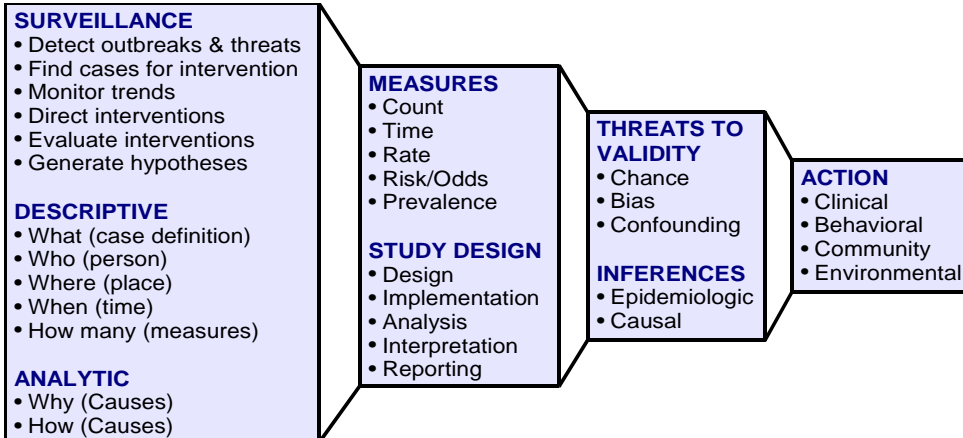 SURVEILLANCE
• Detect outbreaks & threats
• Find cases for intervention
• Monitor trends
• Direct interventions
• Evaluate interventions
• Generate hypotheses
DESCRIPTIVE
• What (case definition)
• Who (person)
• Where (place)
• When (time)
• How many (measures)
ANALYTIC
• Why (Causes)
• How (Causes)
MEASURES
• Count
• Time
• Rate
• Risk/Odds
• Prevalence
STUDY DESIGN
• Design
• Implementation
• Analysis
• Interpretation
• Reporting
THREATS TO
VALIDITY
• Chance
• Bias
• Confounding
INFERENCES
• Epidemiologic
• Causal
ACTION
• Clinical
• Behavioral
• Community
• Environmental